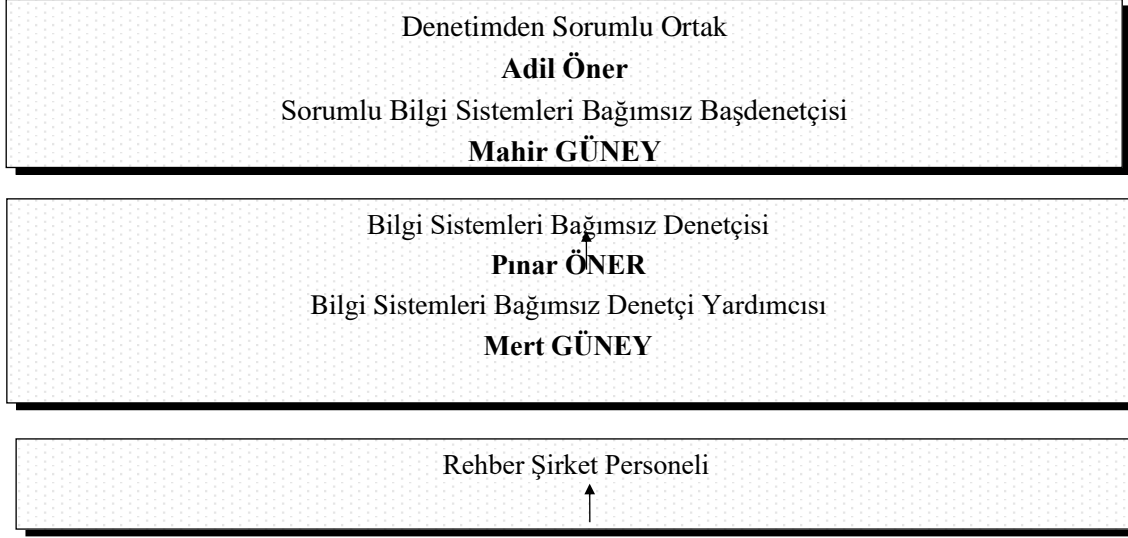 Denetimden Sorumlu Ortak
Adil Öner
Sorumlu Bilgi Sistemleri Bağımsız Başdenetçisi
Mahir GÜNEY
Bilgi Sistemleri Bağımsız Denetçisi
Pınar ÖNER
Bilgi Sistemleri Bağımsız Denetçi Yardımcısı
Mert GÜNEY
Rehber Şirket Personeli